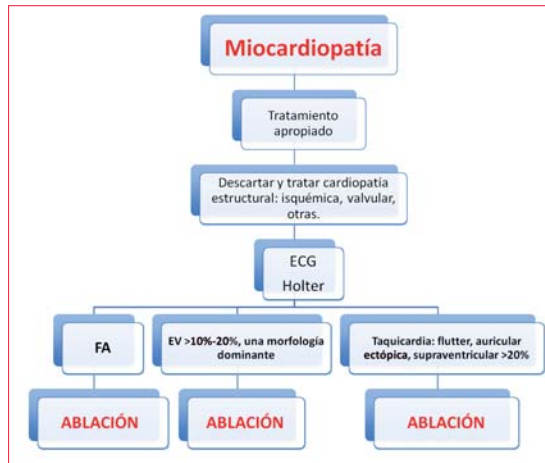 Miocardiopatía
Tratamiento
apropiado
Descartar y tratar cardiopatía
estructural: isquémica, valvular,
otras.
ECG
Holter
FA
EV >10%-20%, una morfología
dominante
Taquicardia: flutter, auricular
ectópica, supraventricular >20%
ABLACIÓN
ABLACIÓN
ABLACIÓN